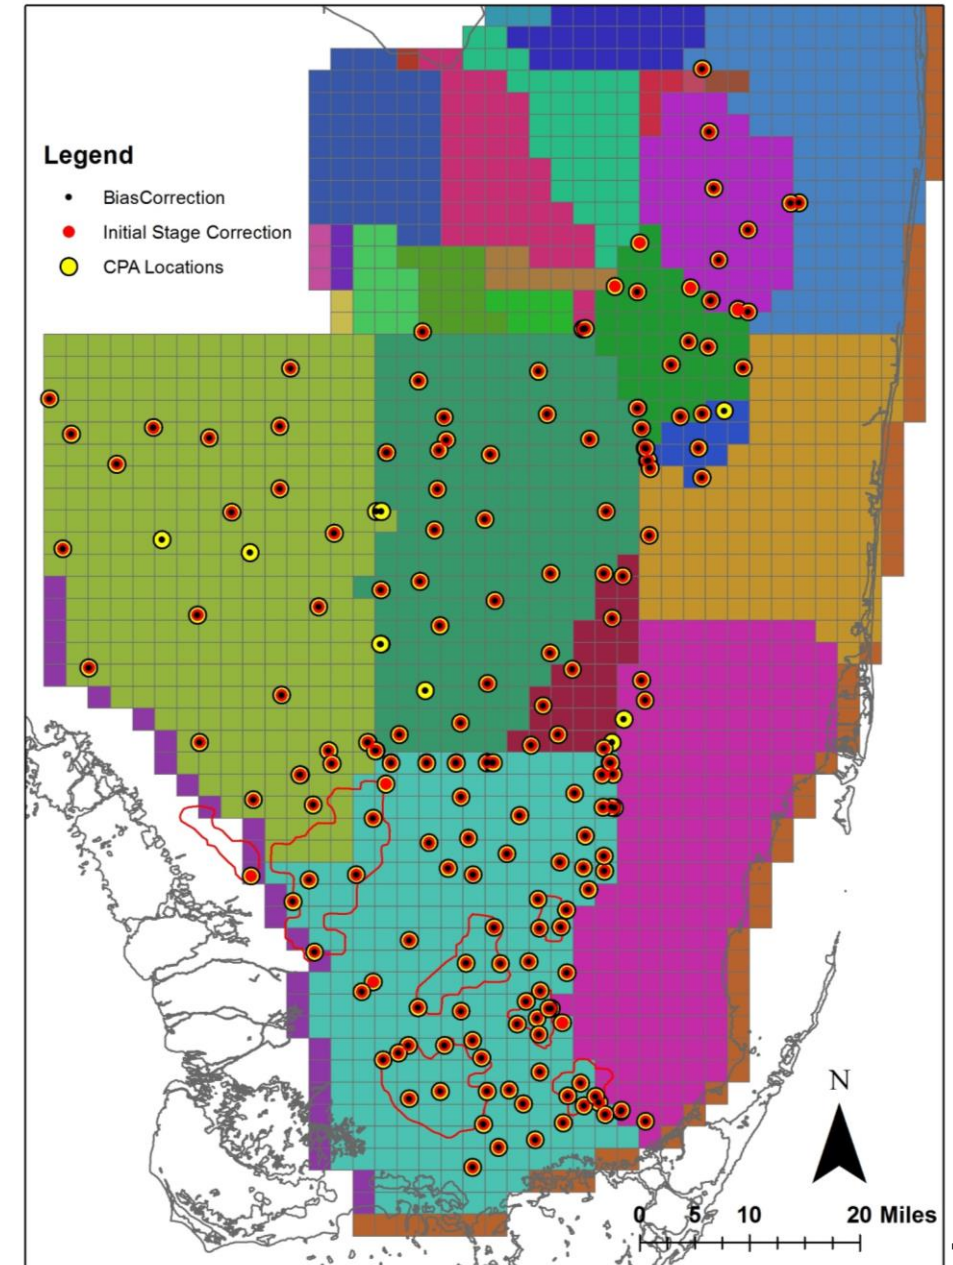 Legend
BiasCorrection
Initial Stage Correction
CPA Locations
N
0 5 10 20 Miles